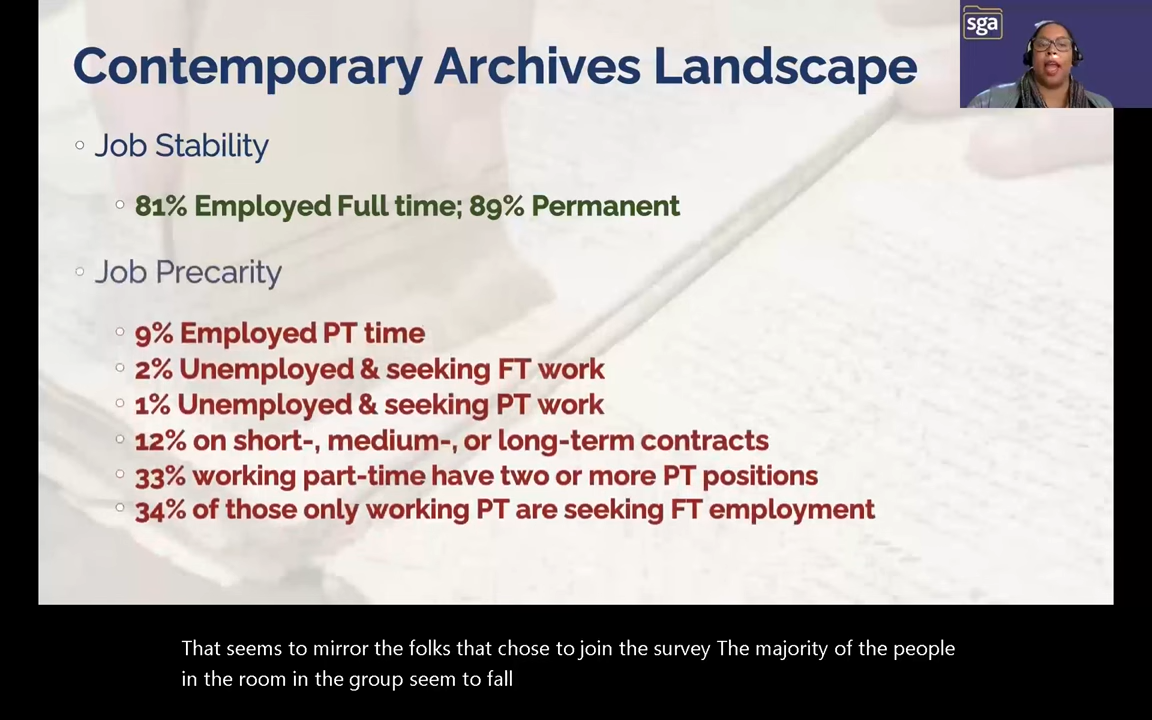 Contemporary Archives Landscape
sga
Job Stability
81% Employed Full time; 89% Permanent
Job Precarity
9% Employed PT time
2% Unemployed & seeking FT work
1% Unemployed & seeking PT work
12% on short-, medium-, or long-term contracts
33% working part-time have two or more PT positions
34% of those only working PT are seeking FT employment
That seems to mirror the folks that chose to join the survey The majority of the people
in the room in the group seem to fall